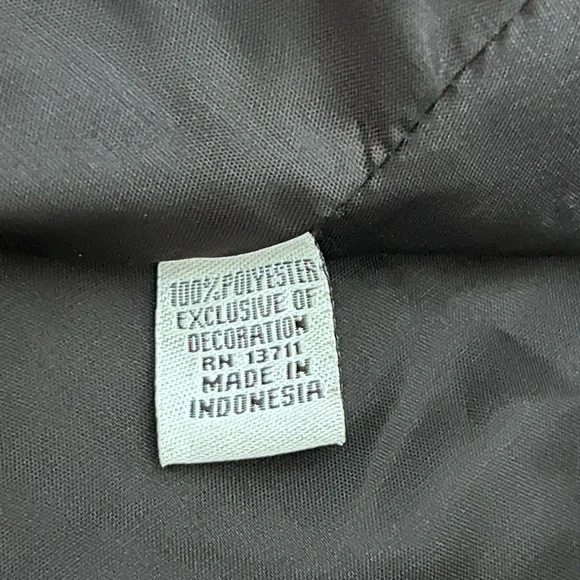 100% POLYESTER
EXCLUSIVE OF
DECORATION
RN 13711
MADE IN
INDONESIA